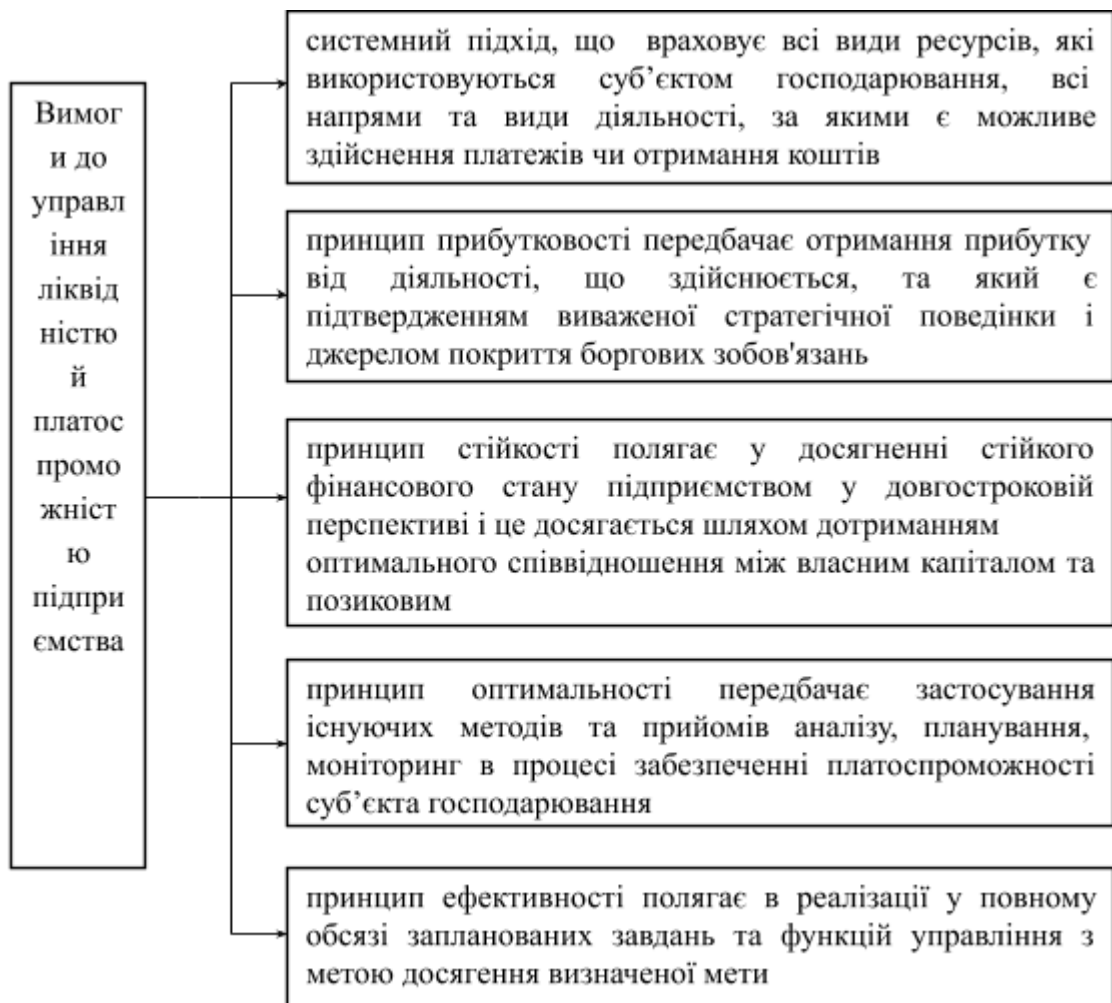 Вимог
и до
управл
іння
ліквід
ністю
й
платос
промо
жніст
ю
підпри
ємства
системний підхід, що враховує всі види ресурсів, які
використовуються суб’єктом господарювання, всі
напрями та види діяльності, за якими є можливе
здійснення платежів чи отримання коштів
принцип прибутковості передбачає отримання прибутку
від діяльності, що здійснюється, та який є
підтвердженням виваженої стратегічної поведінки і
джерелом покриття боргових зобов'язань
принцип стійкості полягає у досягненні стійкого
фінансового стану підприємством у довгостроковій
перспективі і це досягається шляхом дотриманням
оптимального співвідношення між власним капіталом та
позиковим
принцип оптимальності передбачає застосування
існуючих методів та прийомів аналізу, планування,
моніторинг в процесі забезпеченні платоспроможності
суб’єкта господарювання
принцип ефективності полягає в реалізації у повному
обсязі запланованих завдань та функцій управління з
метою досягення визначеної мети